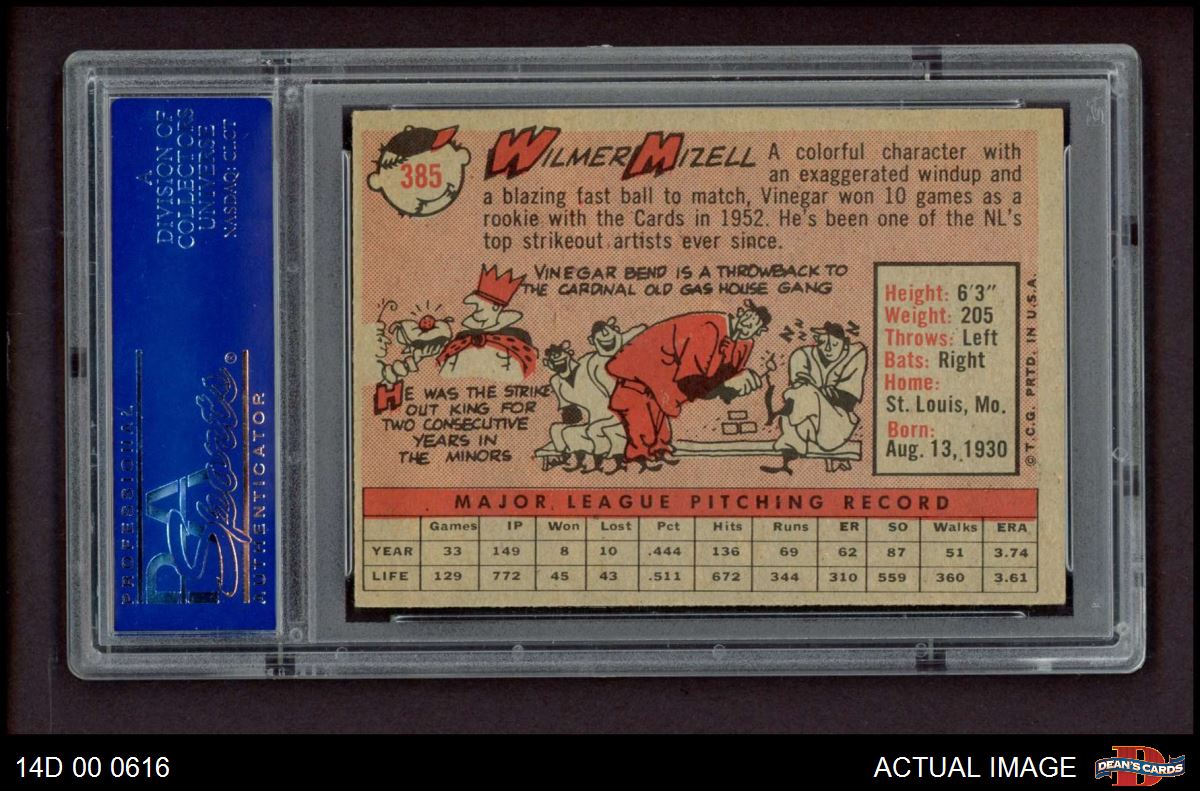 A
DIVISION OF
COLLECTORS
UNIVERSE
NASDAQ: CLCT
PROFESSIONAL
PSA
Sports®
AUTHENTICATOR
385
WILMER MIZELL
A colorful character with
an exaggerated windup and
a blazing fast ball to match, Vinegar won 10 games as a
rookie with the Cards in 1952. He's been one of the NL's
top strikeout artists ever since.
VINEGAR BEND IS A THROWBACK TO
THE CARDINAL OLD GAS HOUSE GANG
HE WAS THE STRIKE
OUT KING FOR
TWO CONSECUTIVE
YEARS IN
THE MINORS
N Z N Z
Height: 6'3"
Weight: 205
Throws: Left
Bats: Right
Home:
St. Louis, Mo.
Born:
Aug. 13, 1930
© T.C.G. PRTD. IN U.S.A.
MAJOR LEAGUE PITCHING RECORD
Games IP Won Lost Pct Hits Runs ER SO Walks ERA
YEAR 33 149 8 10 .444 136 69 62 87 51 3.74
LIFE 129 772 45 43 .511 672 344 310 559 360 3.61
14D 00 0616
ACTUAL IMAGE
DEAN'S CARDS